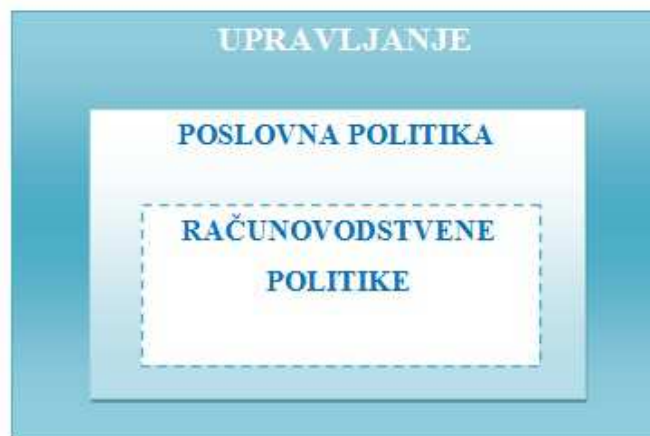 UPRAVLJANJE
POSLOVNA POLITIKA
RAČUNOVODSTVENE
POLITIKE